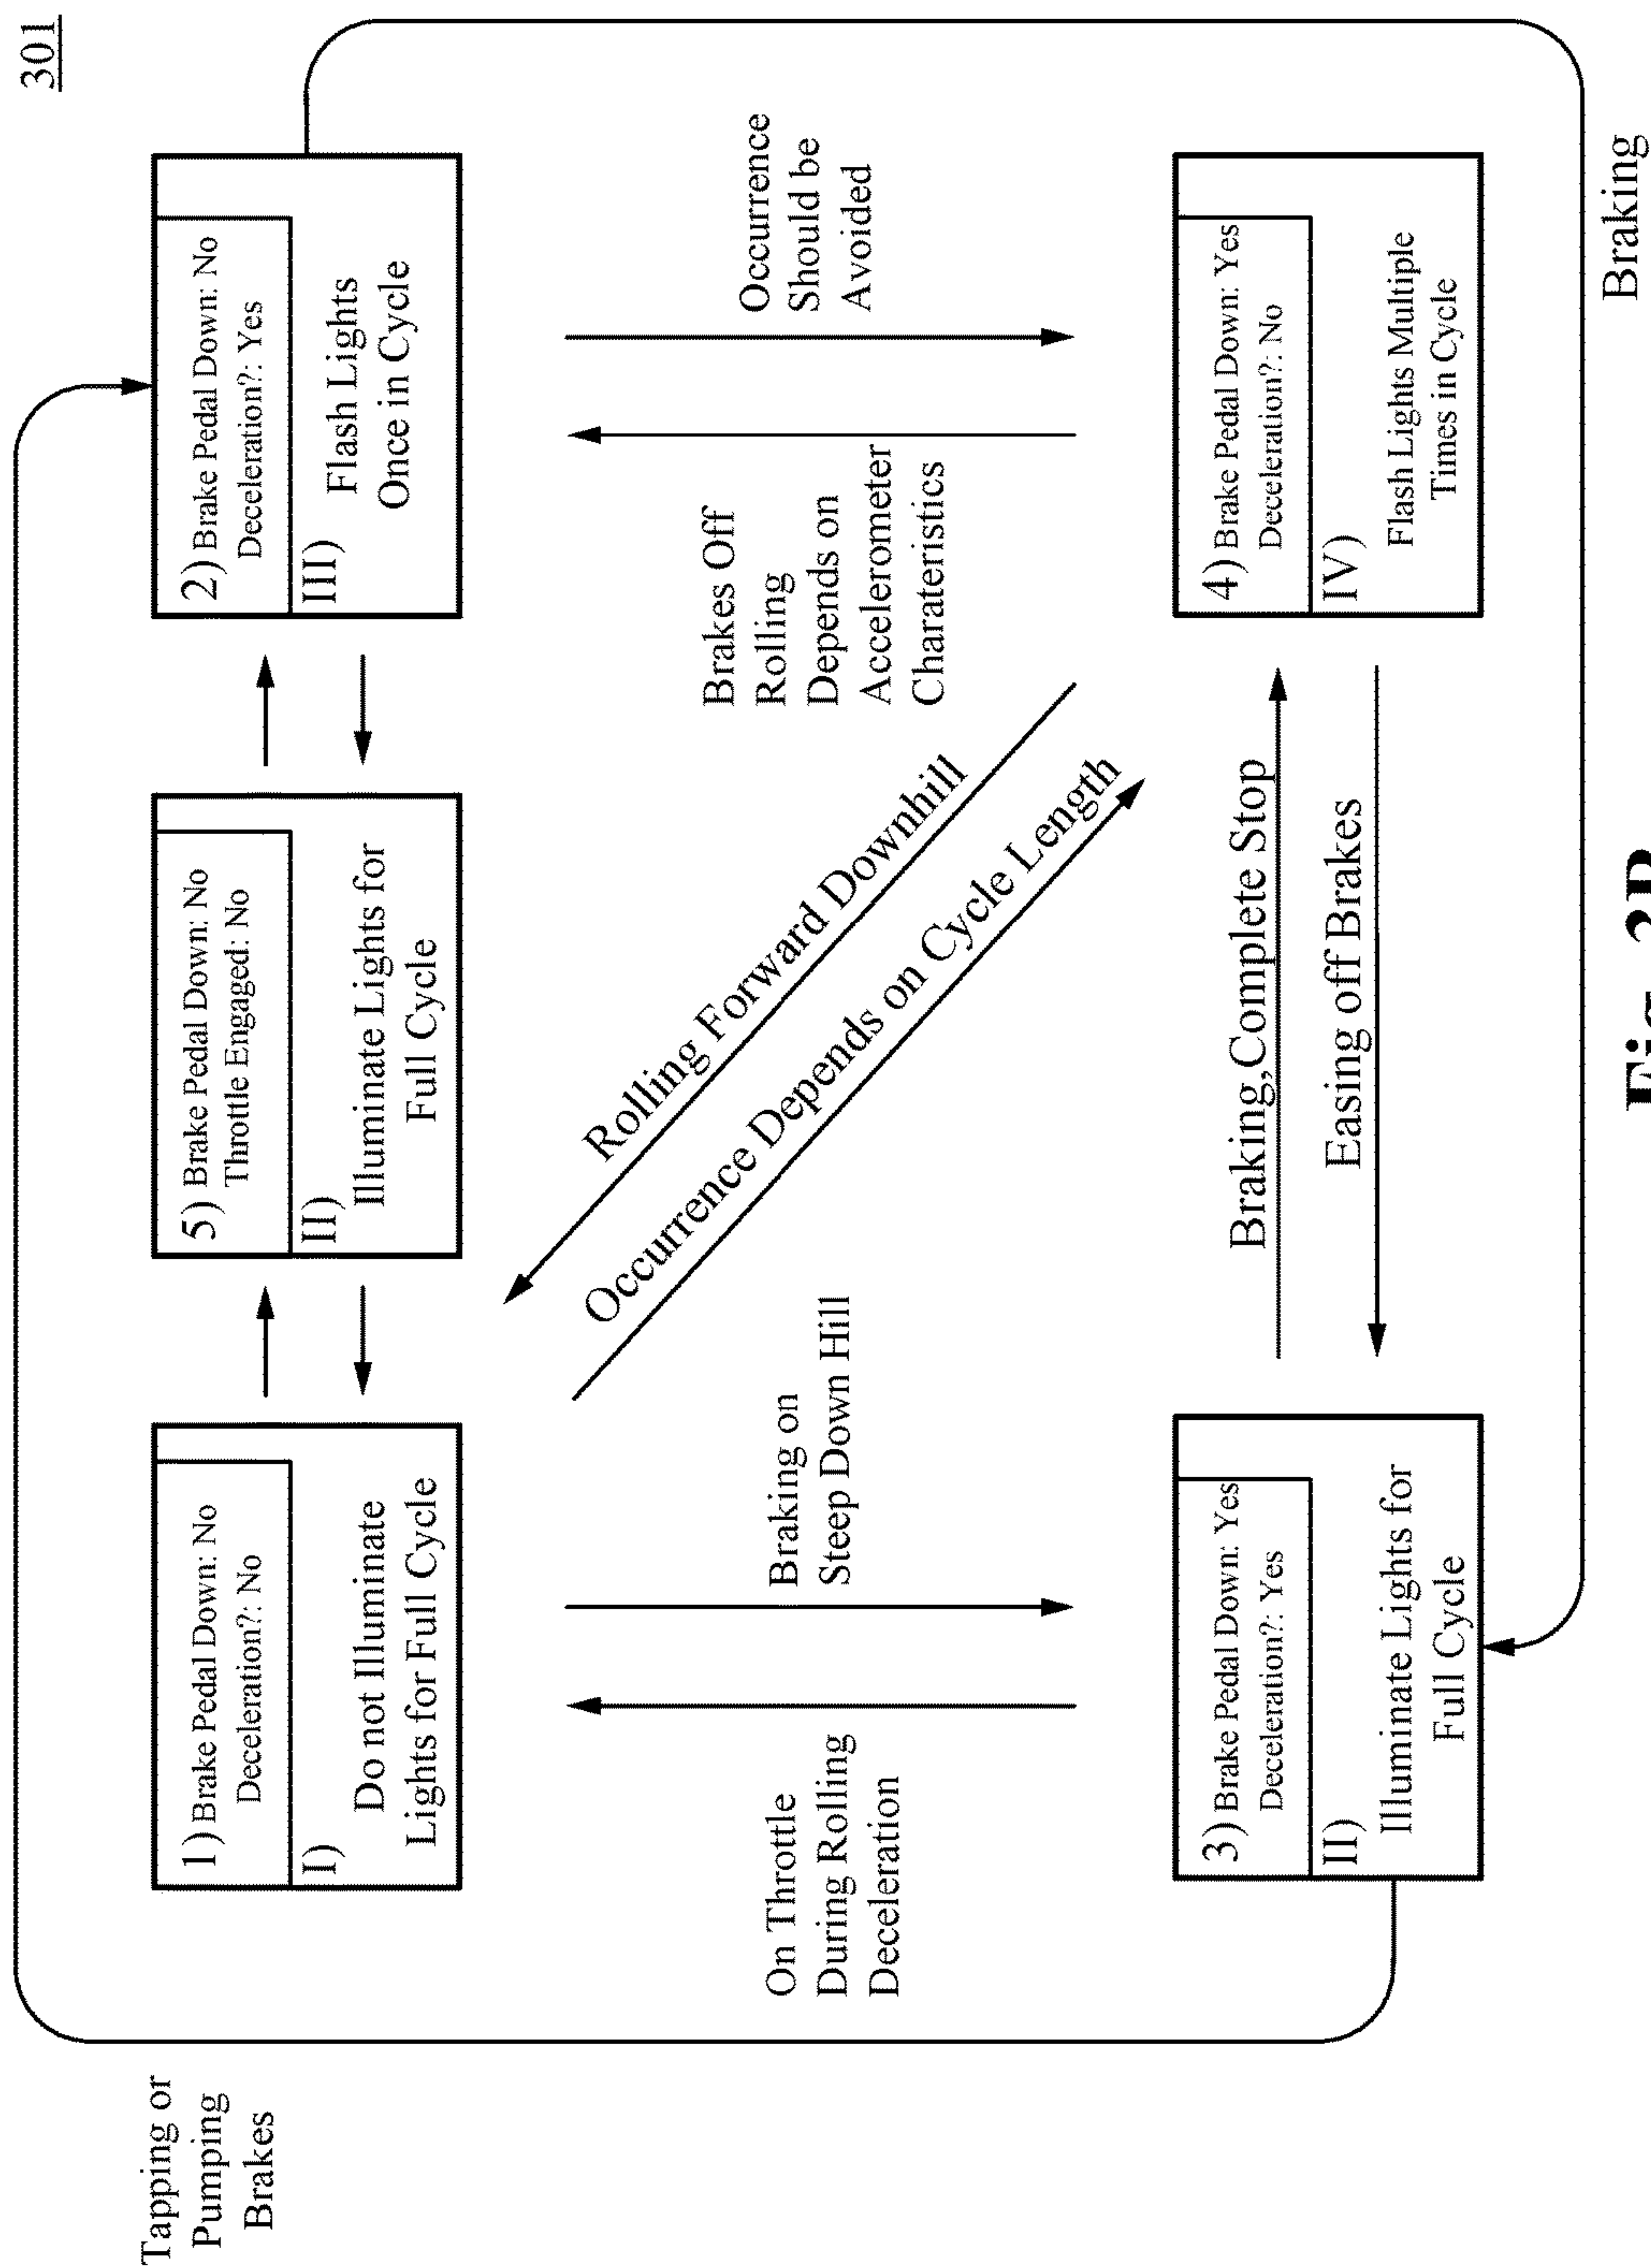 301
Tapping or
Pumping
Brakes
1) Brake Pedal Down: No
Deceleration?: No
I)
Do not Illuminate
Lights for Full Cycle
5) Brake Pedal Down: No
Throttle Engaged: No
II)
Illuminate Lights for
Full Cycle
2) Brake Pedal Down: No
Deceleration?: Yes
III)
Flash Lights
Once in Cycle
On Throttle
During Rolling
Deceleration
Braking on
Steep Down Hill
Rolling Forward Downhill
Occurrence Depends on Cycle Length
Brakes Off
Rolling
Depends on
Accelerometer
Charateristics
Occurrence
Should be
Avoided
3) Brake Pedal Down: Yes
Deceleration?: Yes
II)
Illuminate Lights for
Full Cycle
Braking,Complete Stop
Easing off Brakes
4) Brake Pedal Down: Yes
Deceleration?: No
IV)
Flash Lights Multiple
Times in Cycle
Braking